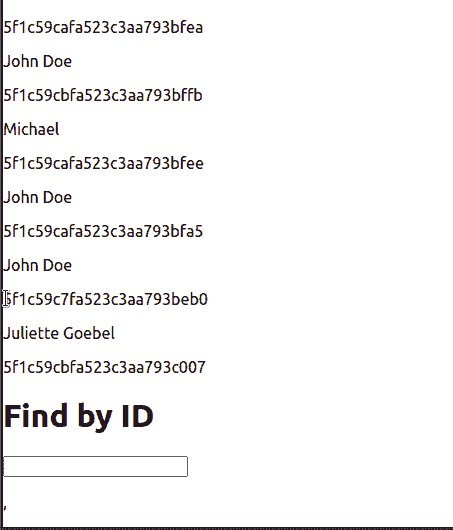 5f1c59cafa523c3aa793bfea
John Doe
5f1c59cbfa523c3aa793bffb
Michael
5f1c59cafa523c3aa793bfee
John Doe
5f1c59cafa523c3aa793bfa5
John Doe
5f1c59c7fa523c3aa793beb0
Juliette Goebel
5f1c59cbfa523c3aa793c007
Find by ID
,